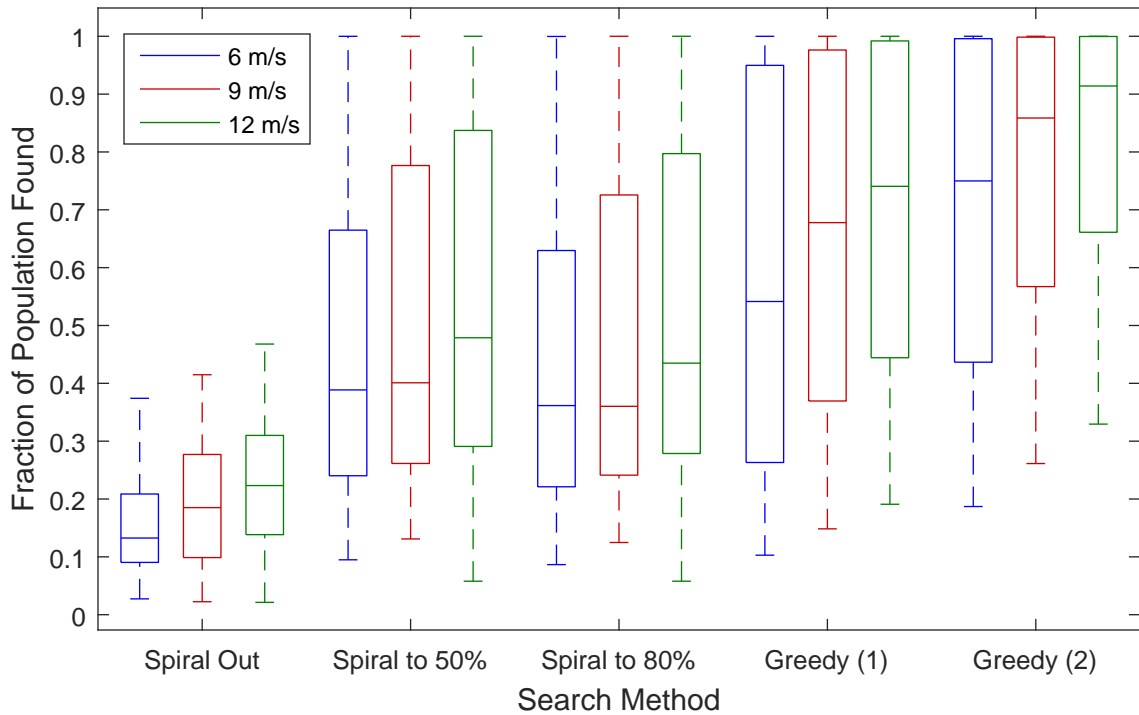 6 m/s
9 m/s
12 m/s
1
0.9
0.8
0.7
0.6
0.5
0.4
0.3
0.2
0.1
0
Fraction of Population Found
Spiral Out Spiral to 50% Spiral to 80% Greedy (1) Greedy (2)
Search Method